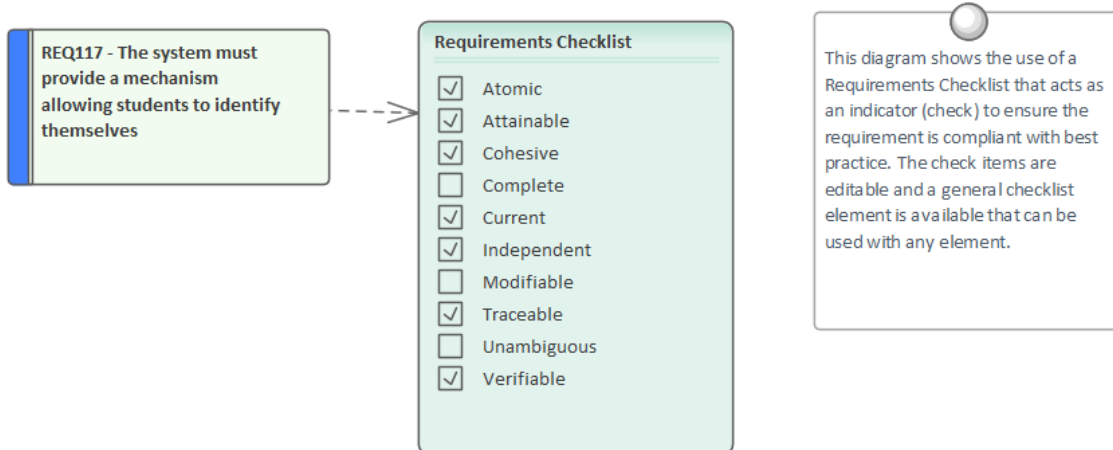 REQ117 - The system must
provide a mechanism
allowing students to identify
themselves
Requirements Checklist
Atomic
Attainable
Cohesive
Complete
Current
Independent
Modifiable
Traceable
Unambiguous
Verifiable
This diagram shows the use of a
Requirements Checklist that acts as
an indicator (check) to ensure the
requirement is compliant with best
practice. The check items are
editable and a general checklist
element is available that can be
used with any element.